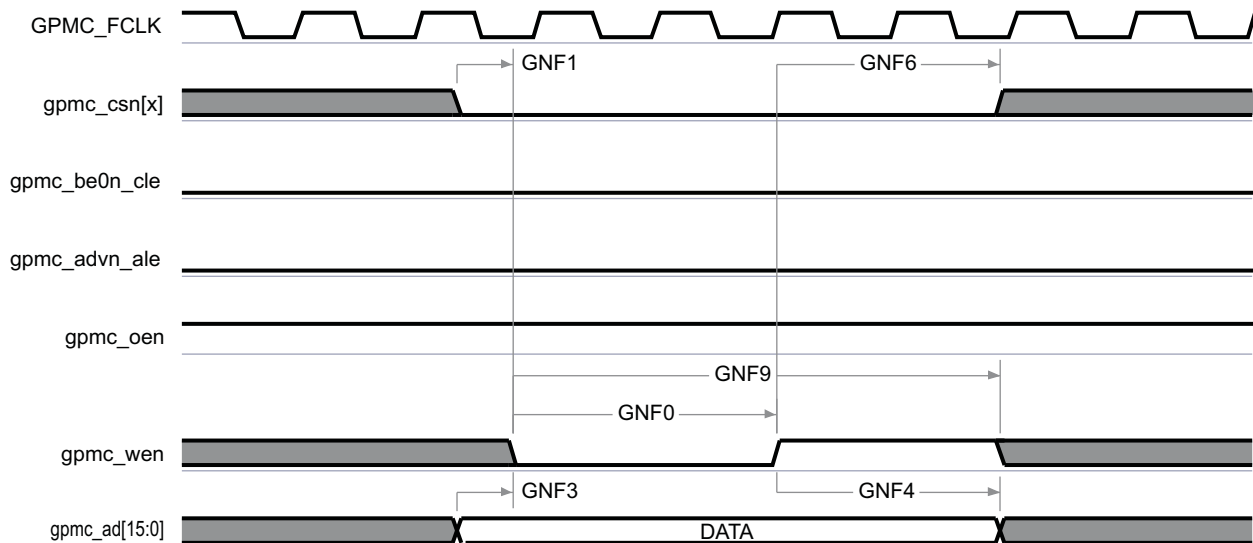 GPMC_FCLK
GNF1
GNF6
gpmc_csn[x]
gpmc_be0n_cle
gpmc_advn_ale
gpmc_oen
GNF9
GNF0
gpmc_wen
GNF3
GNF4
gpmc_ad[15:0]
DATA